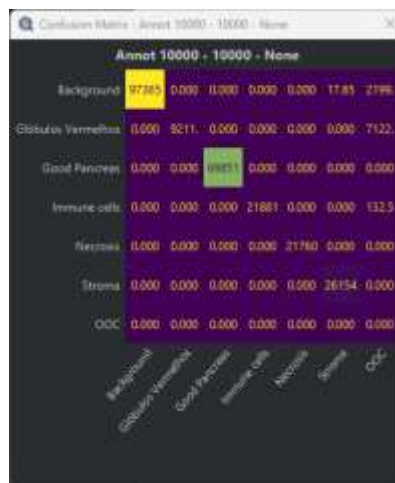 Confusion Matrix - Annot 10000 - 10000 - None
Annot 10000 - 10000 - None
Background 97365 0.000 0.000 0.000 0.000 17.85 2799.
Glóbulos Vermelhos 0.000 9211. 0.000 0.000 0.000 0.000 7122.
Good Pancreas 0.000 0.000 0.000 0.000 0.000 0.000
Immune cells 0.000 0.000 0.000 21881 0.000 0.000 132.5
Necrosis 0.000 0.000 0.000 0.000 21760 0.000 0.000
Stroma 0.000 0.000 0.000 0.000 0.000 26154 0.000
OOC 0.000 0.000 0.000 0.000 0.000 0.000 0.000
Background Glóbulos Vermelhos Good Pancreas Immune cells Necrosis Stroma OOC